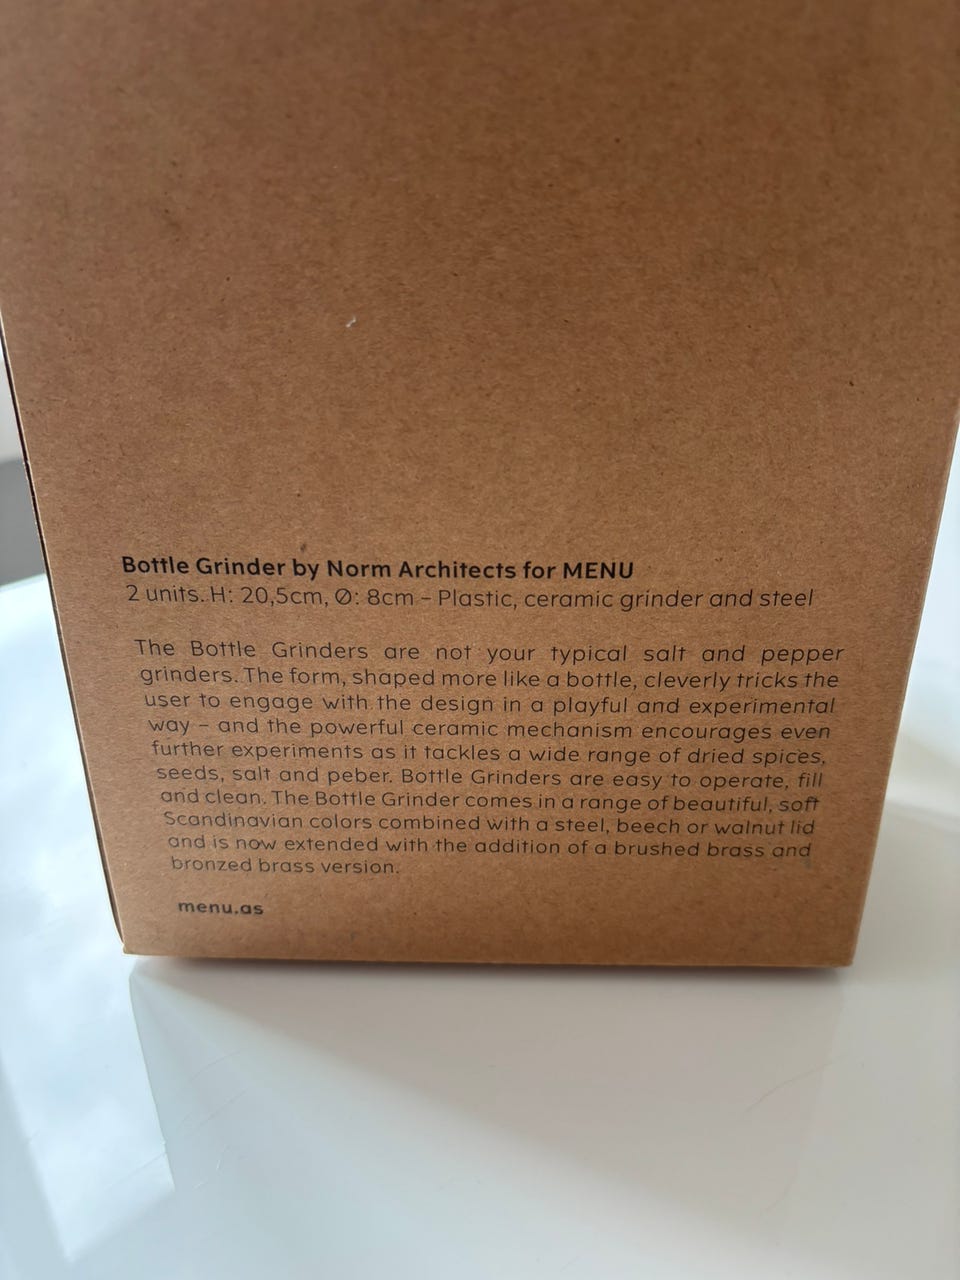 Bottle Grinder by Norm Architects for MENU
2 units. H: 20,5cm, Ø: 8cm – Plastic, ceramic grinder and steel
The Bottle Grinders are not your typical salt and pepper
grinders. The form, shaped more like a bottle, cleverly tricks the
user to engage with the design in a playful and experimental
way – and the powerful ceramic mechanism encourages even
further experiments as it tackles a wide range of dried spices,
seeds, salt and peber. Bottle Grinders are easy to operate, fill
and clean. The Bottle Grinder comes in a range of beautiful, soft
Scandinavian colors combined with a steel, beech or walnut lid
and is now extended with the addition of a brushed brass and
bronzed brass version.
menu.as